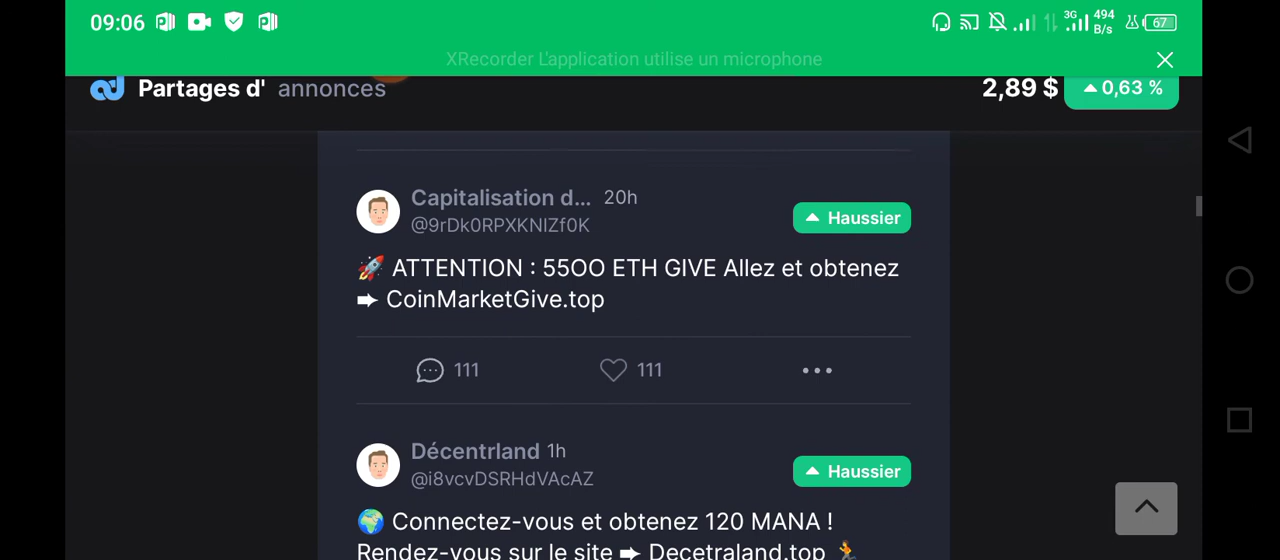 09:06 3G 494 B/s 67
XRecorder L'application utilise un microphone
Partages d' annonces 2,89 $ 0,63 %
Capitalisation d... 20h
@9rDk0RPXKNIZf0K Haussier
🚀 ATTENTION : 55OO ETH GIVE Allez et obtenez
➨ CoinMarketGive.top
111 111
Décentrland 1h
@i8vcvDSRHdVAcAZ Haussier
🌍 Connectez-vous et obtenez 120 MANA !
Rendez-vous sur le site ➨ Decetraland.top 🏃